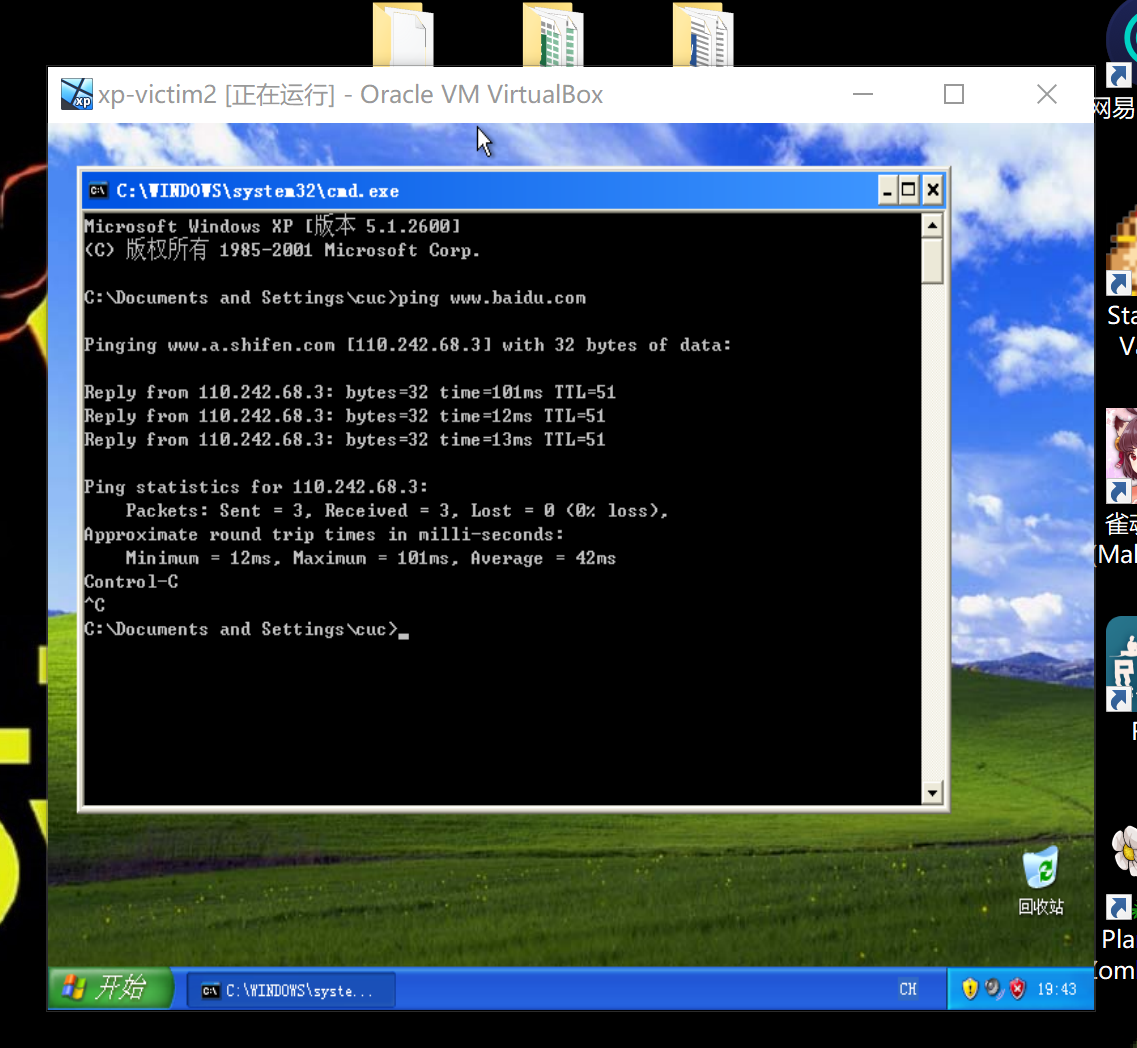 xp-victim2 [正在运行] - Oracle VM VirtualBox
网易
C:\WINDOWS\system32\cmd.exe
Microsoft Windows XP [版本 5.1.2600]
(C) 版权所有 1985-2001 Microsoft Corp.
C:\Documents and Settings\cuc>ping www.baidu.com
Pinging www.a.shifen.com [110.242.68.3] with 32 bytes of data:
Reply from 110.242.68.3: bytes=32 time=101ms TTL=51
Reply from 110.242.68.3: bytes=32 time=12ms TTL=51
Reply from 110.242.68.3: bytes=32 time=13ms TTL=51
Ping statistics for 110.242.68.3:
Packets: Sent = 3, Received = 3, Lost = 0 (0% loss),
Approximate round trip times in milli-seconds:
Minimum = 12ms, Maximum = 101ms, Average = 42ms
Control-C
^C
C:\Documents and Settings\cuc>
Sta
(Mal
回收站
Pla
开始
C:\WINDOWS\syste...
CH
19:43